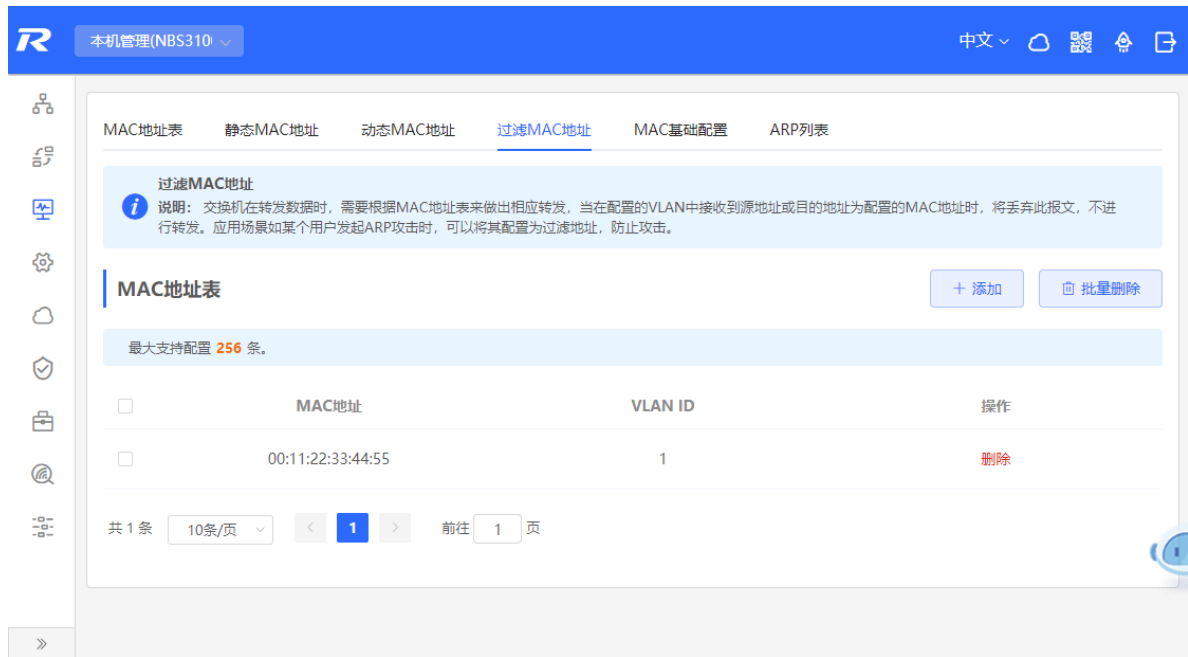 本机管理(NBS310
中文
MAC地址表 静态MAC地址 动态MAC地址 过滤MAC地址 MAC基础配置 ARP列表
过滤MAC地址
说明： 交换机在转发数据时，需要根据MAC地址表来做出相应转发，当在配置的VLAN中接收到源地址或目的地址为配置的MAC地址时，将丢弃此报文，不进
行转发。应用场景如某个用户发起ARP攻击时，可以将其配置为过滤地址，防止攻击。
MAC地址表 + 添加 批量删除
最大支持配置 256 条。
MAC地址 VLAN ID 操作
00:11:22:33:44:55 1 删除
共 1 条 10条/页 1 前往 1 页